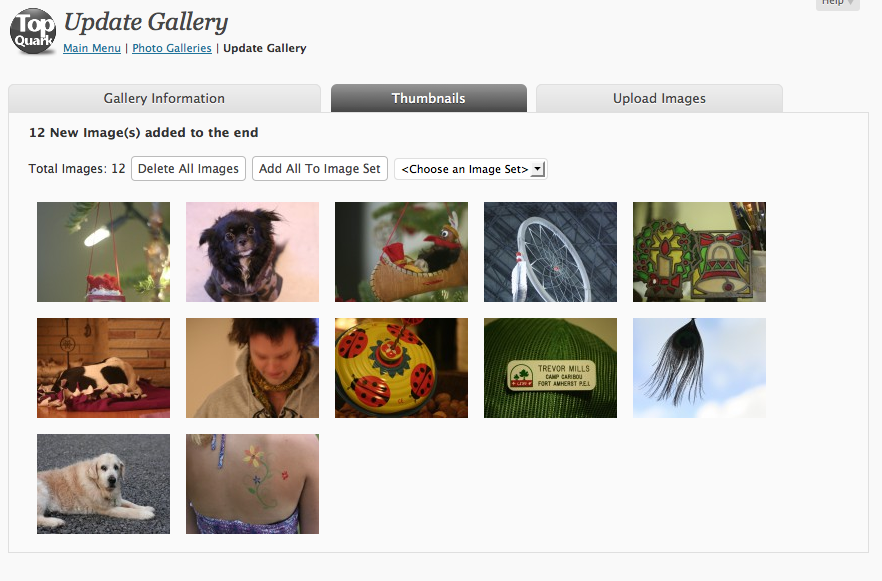 Help
Top
Quark
Update Gallery
Main Menu | Photo Galleries | Update Gallery
Gallery Information
Thumbnails
Upload Images
12 New Image(s) added to the end
Total Images: 12 Delete All Images Add All To Image Set <Choose an Image Set>
TREVOR MILLS
CAMP CARIBOU
FORT AMHERST P.E.I.